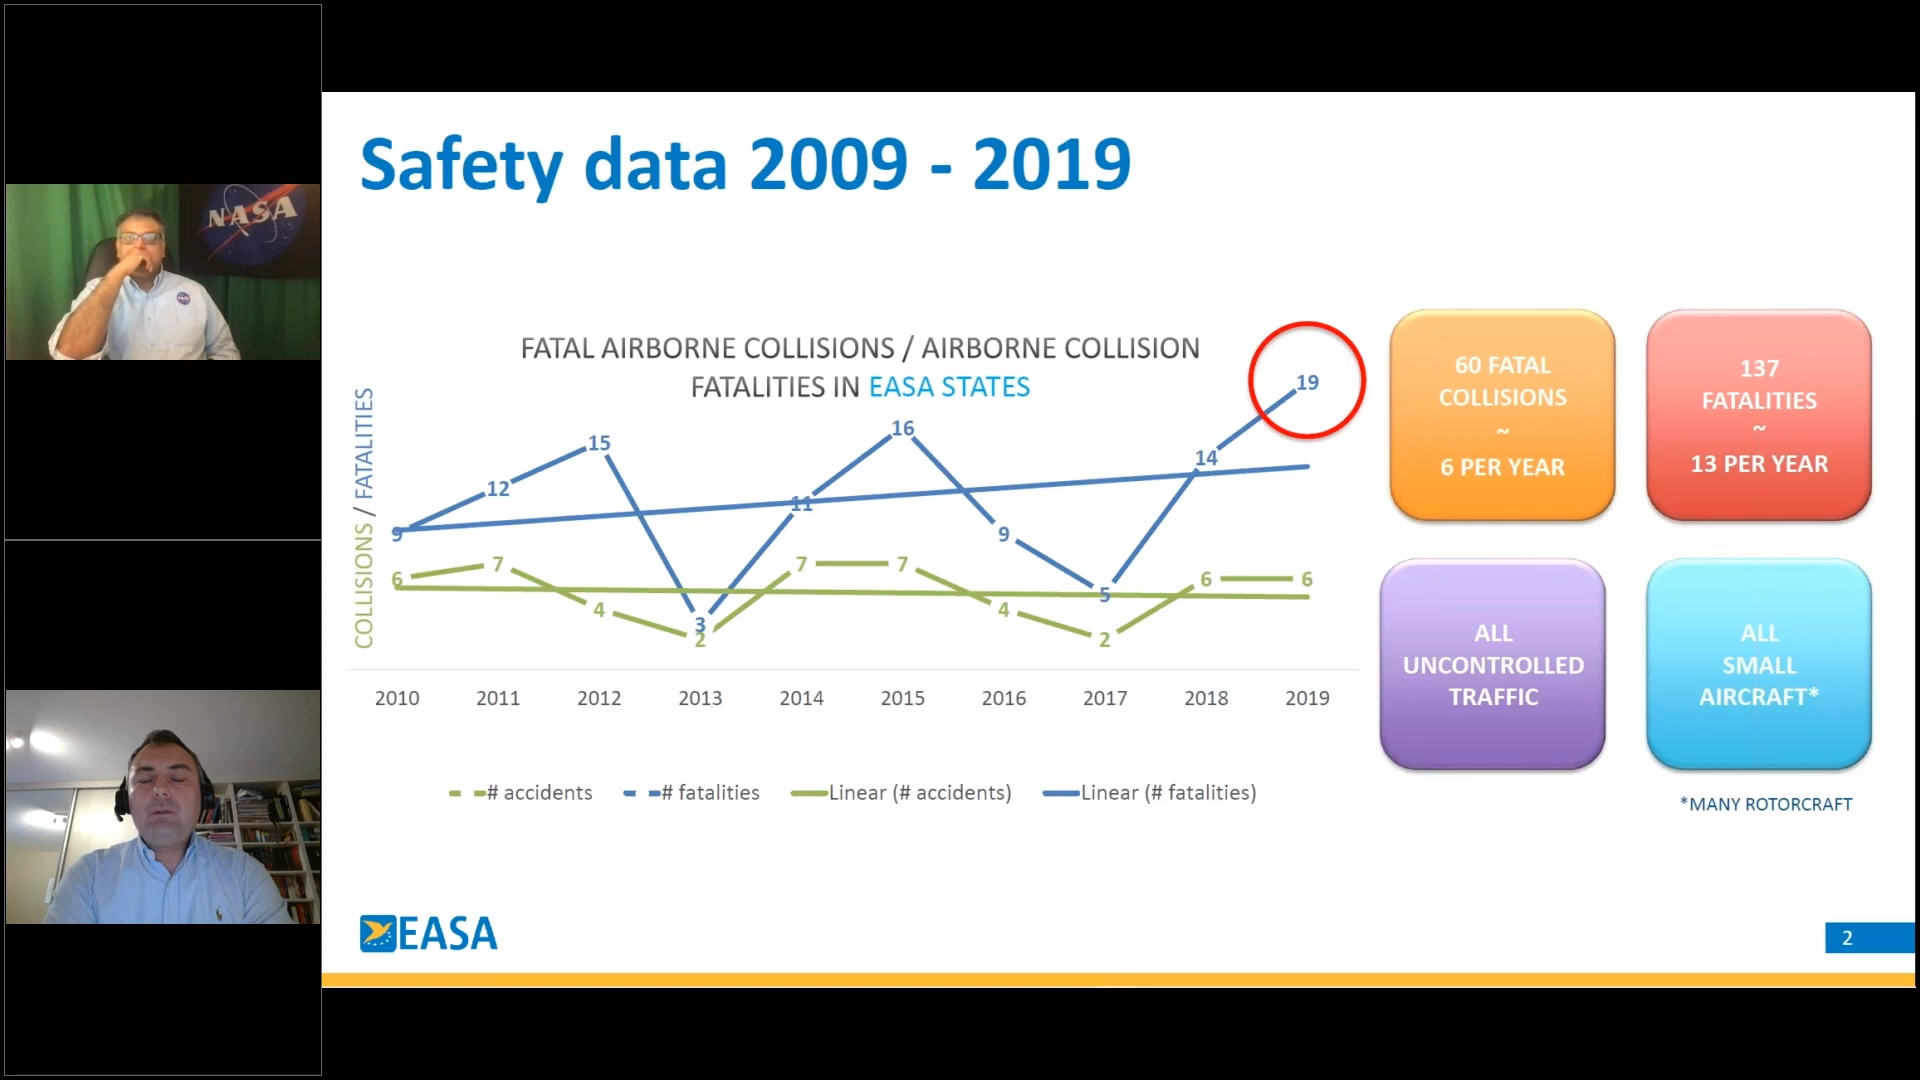 NASA
Safety data 2009 - 2019
FATAL AIRBORNE COLLISIONS / AIRBORNE COLLISION
FATALITIES IN EASA STATES
COLLISIONS / FATALITIES
9 12 15 3 11 16 9 5 14 19
6 7 4 2 7 7 4 2 6 6
2010 2011 2012 2013 2014 2015 2016 2017 2018 2019
# accidents # fatalities Linear (# accidents) Linear (# fatalities)
60 FATAL
COLLISIONS
~
6 PER YEAR
137
FATALITIES
~
13 PER YEAR
ALL
UNCONTROLLED
TRAFFIC
ALL
SMALL
AIRCRAFT*
*MANY ROTORCRAFT
EASA
2